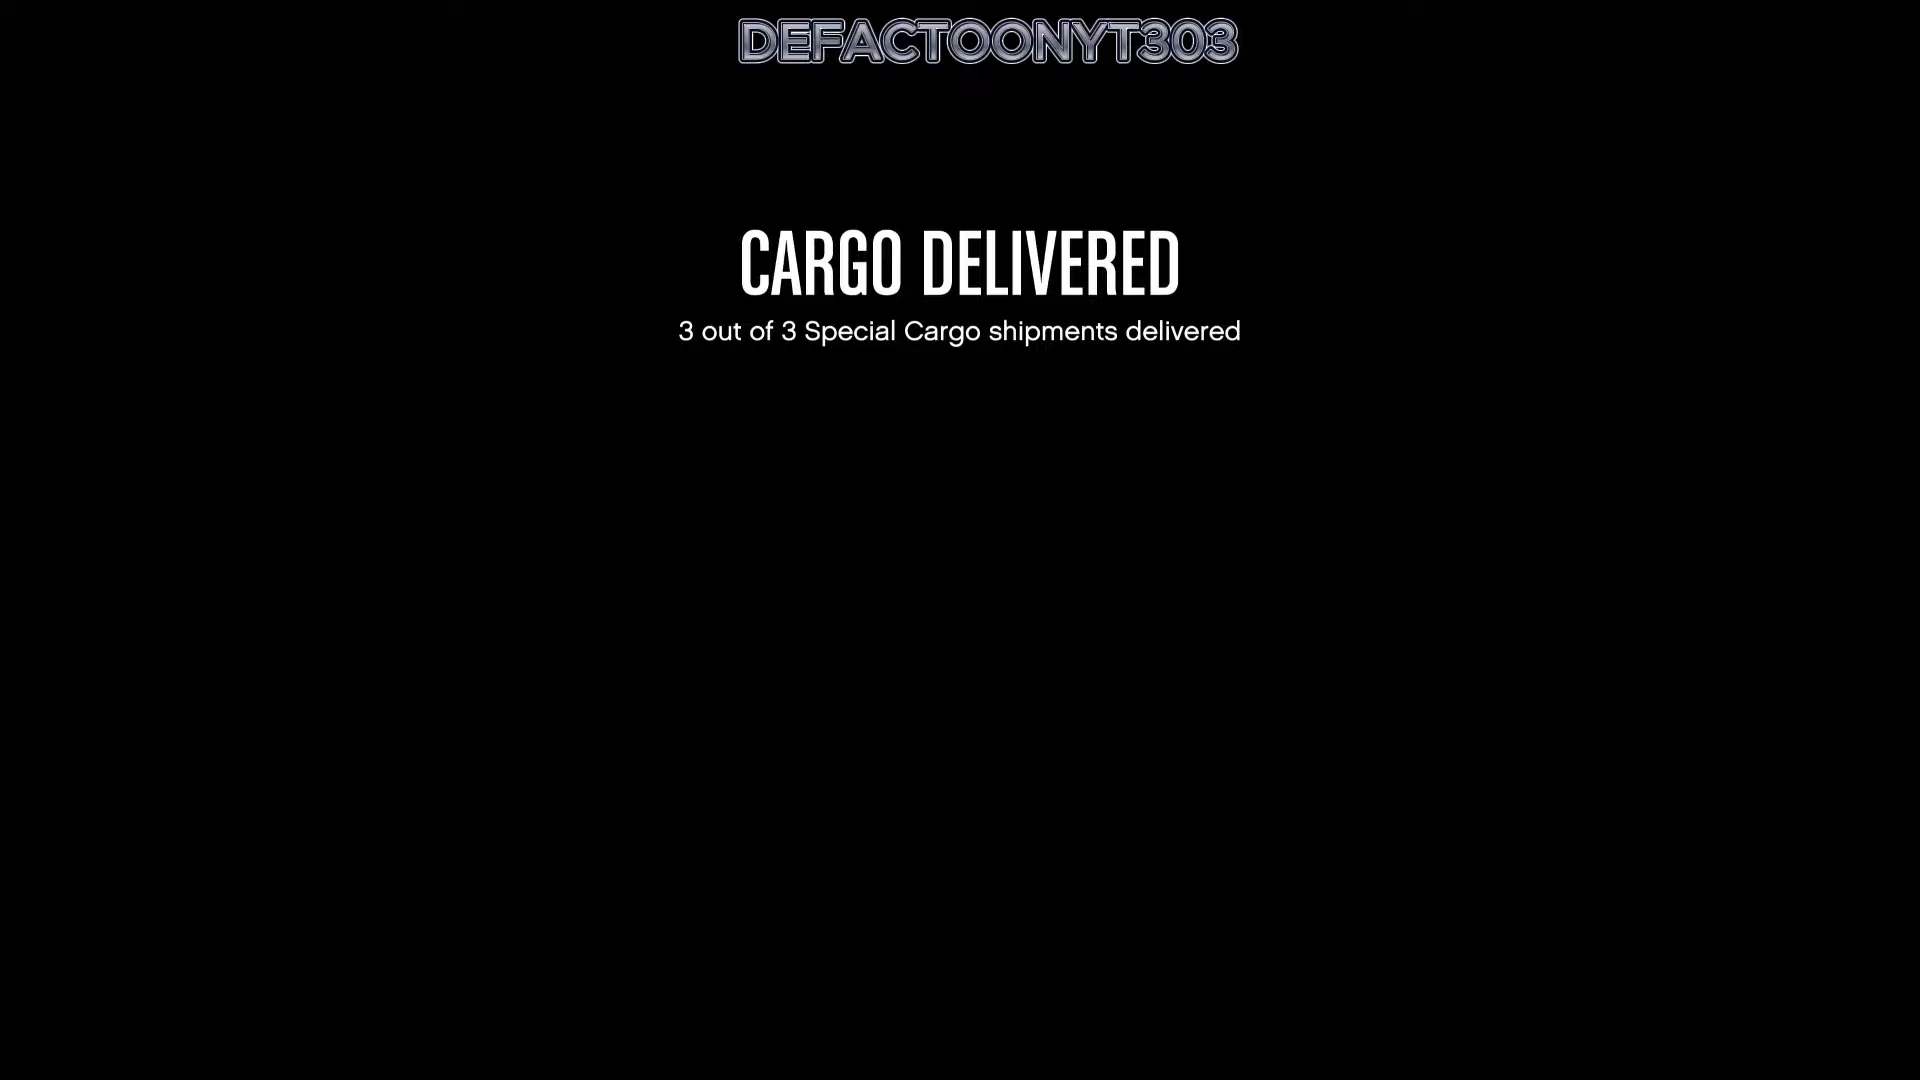 DEFACTOONYT303
CARGO DELIVERED
3 out of 3 Special Cargo shipments delivered